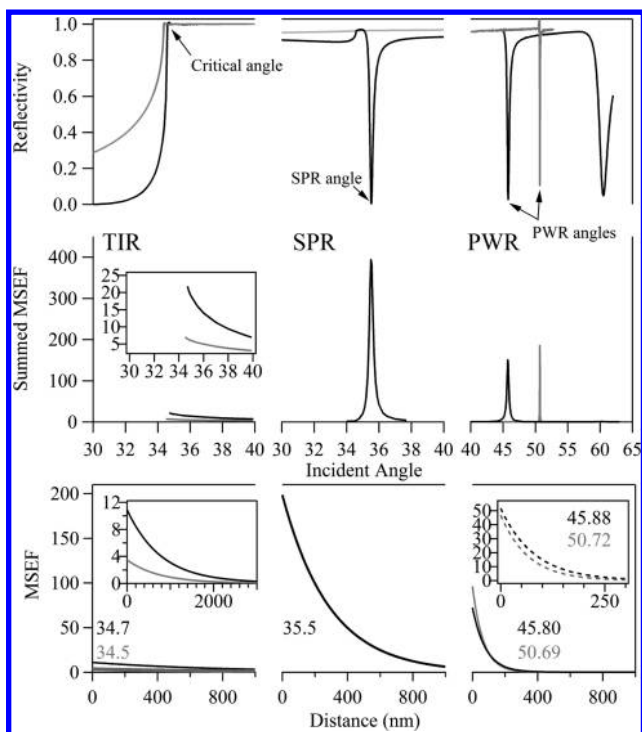 1.0
0.8
0.6
0.4
0.2
0.0
Reflectivity
Critical angle
SPR angle
PWR angles
TIR
SPR
PWR
400
300
200
100
0
Summed MSEF
25
20
15
10
5
30 32 34 36 38 40
30 32 34 36 38 40
30 32 34 36 38 40
40 45 50 55 60 65
Incident Angle
200
150
100
50
0
MSEF
12
8
4
0
0 2000
34.7
34.5
35.5
50
40
30
20
10
0
0 250
45.88
50.72
45.80
50.69
0 400 800
0 400 800
0 400 800
Distance (nm)